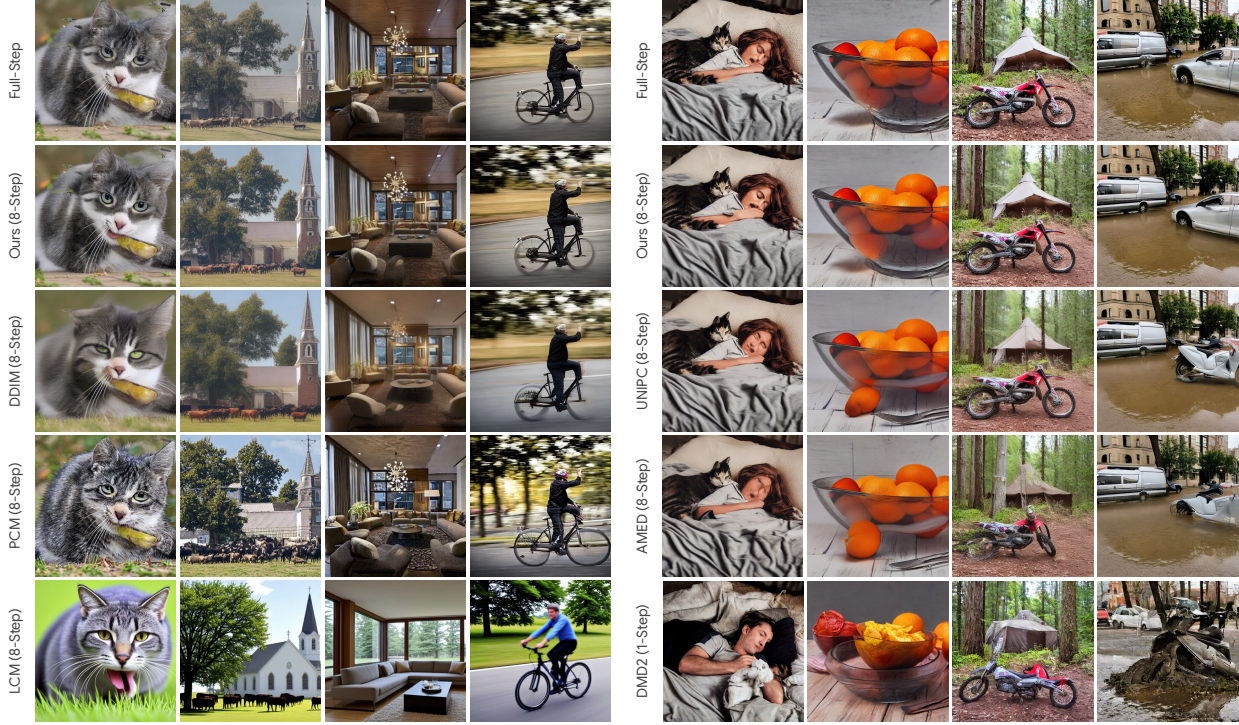 Full-Step
Ours (8-Step)
DDIM (8-Step)
PCM (8-Step)
LCM (8-Step)
Full-Step
Ours (8-Step)
UNIPC (8-Step)
AMED (8-Step)
DMD2 (1-Step)